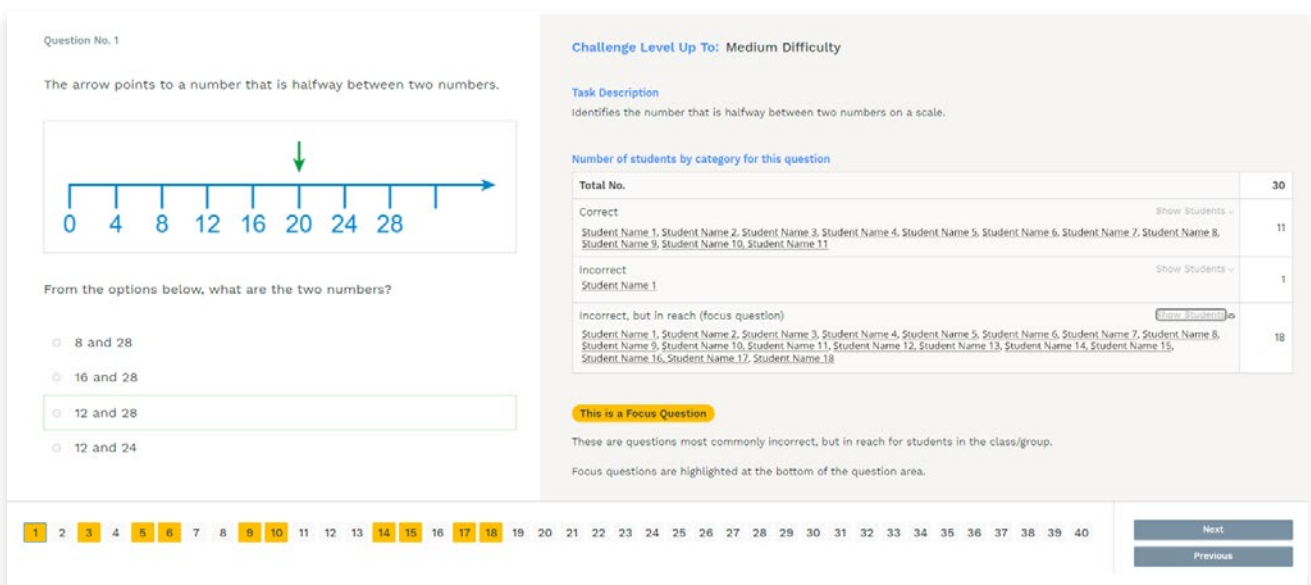 Question No. 1
The arrow points to a number that is halfway between two numbers.
0 4 8 12 16 20 24 28
From the options below, what are the two numbers?
8 and 28
16 and 28
12 and 28
12 and 24
Challenge Level Up To: Medium Difficulty
Task Description
Identifies the number that is halfway between two numbers on a scale.
Number of students by category for this question
Total No. 30
Correct Show Students
Student Name 1, Student Name 2, Student Name 3, Student Name 4, Student Name 5, Student Name 6, Student Name 7, Student Name 8,
Student Name 9, Student Name 10, Student Name 11
11
Incorrect Show Students
Student Name 1
1
Incorrect, but in reach (focus question) Show Students
Student Name 1, Student Name 2, Student Name 3, Student Name 4, Student Name 5, Student Name 6, Student Name 7, Student Name 8,
Student Name 9, Student Name 10, Student Name 11, Student Name 12, Student Name 13, Student Name 14, Student Name 15,
Student Name 16, Student Name 17, Student Name 18
18
This is a Focus Question
These are questions most commonly incorrect, but in reach for students in the class/group.
Focus questions are highlighted at the bottom of the question area.
1 2 3 4 5 6 7 8 9 10 11 12 13 14 15 16 17 18 19 20 21 22 23 24 25 26 27 28 29 30 31 32 33 34 35 36 37 38 39 40
Next
Previous